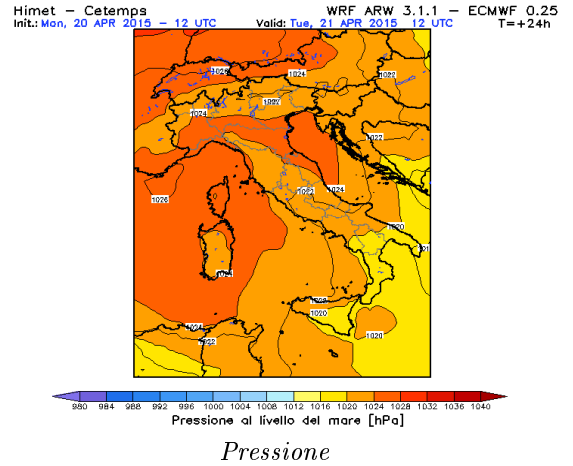 Himet – Cetemps WRF ARW 3.1.1 – ECMWF 0.25
Init.: Mon, 20 APR 2015 – 12 UTC Valid: Tue, 21 APR 2015 12 UTC T=+24h
1026 1024 1022
1024 1022
1022
1026 1022 1024
1020
1024
1020
1024 1020
1022 1020
980 984 988 992 996 1000 1004 1008 1012 1016 1020 1024 1028 1032 1036 1040
Pressione al livello del mare [hPa]
Pressione